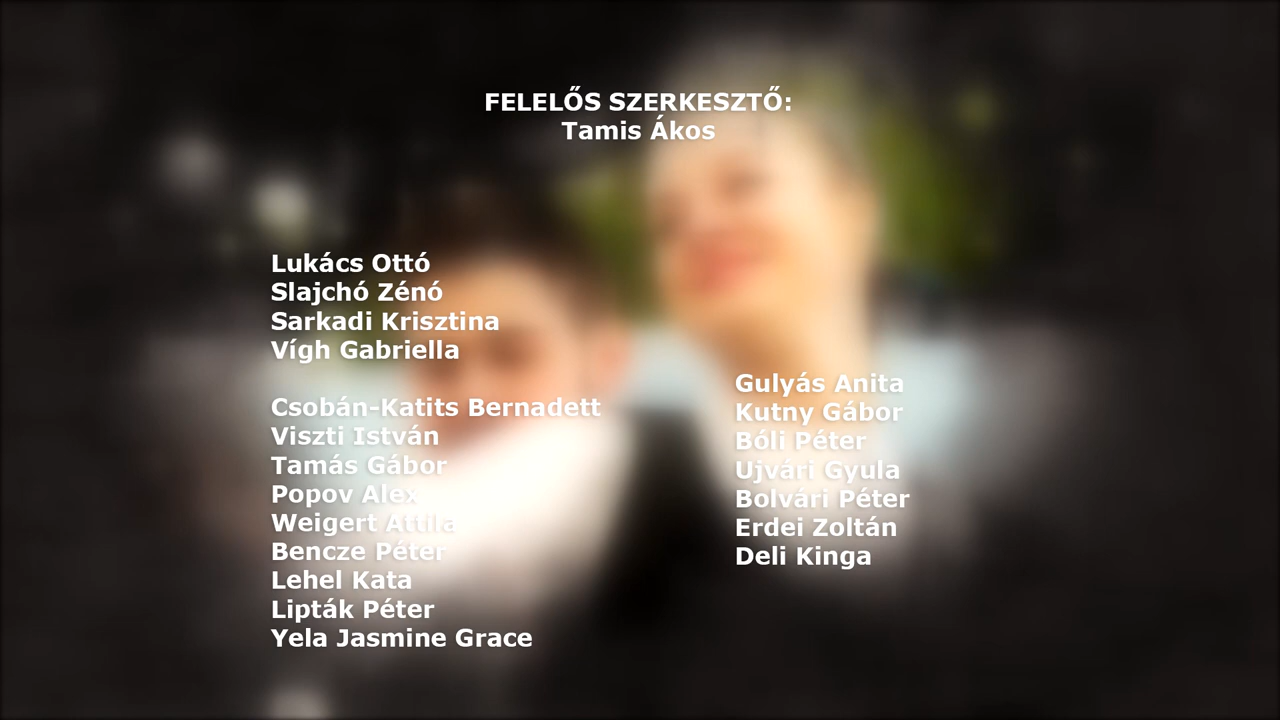 FELELŐS SZERKESZTŐ:
Tamis Ákos
Lukács Ottó
Slajchó Zénó
Sarkadi Krisztina
Vígh Gabriella
Csobán-Katits Bernadett
Viszti István
Tamás Gábor
Popov Alex
Weigert Attila
Bencze Péter
Lehel Kata
Lipták Péter
Yela Jasmine Grace
Gulyás Anita
Kutny Gábor
Bóli Péter
Ujvári Gyula
Bolvári Péter
Erdei Zoltán
Deli Kinga